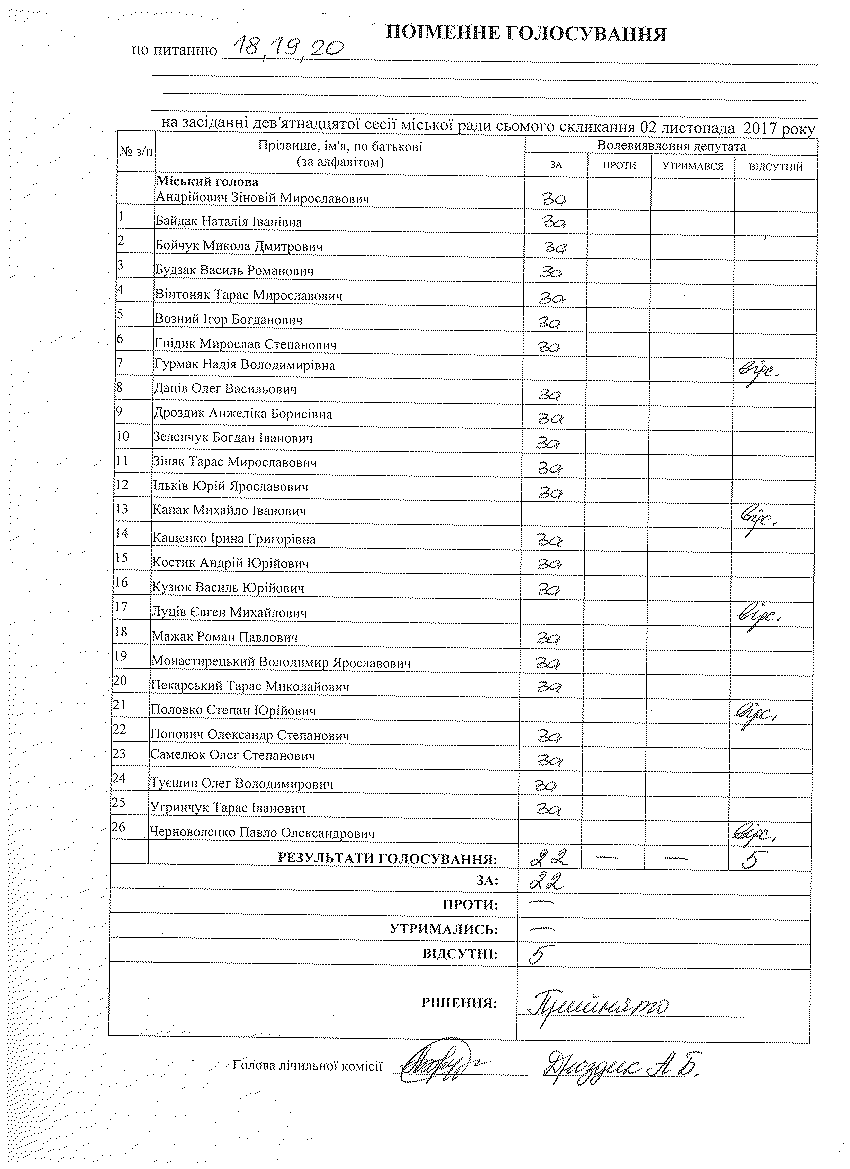 ПОІМЕННЕ ГОЛОСУВАННЯ
по питанню 18,19,20
на засіданні дев'ятнадцятої сесії міської ради сьомого скликання 02 листопада 2017 року
№ з/п Прізвище, ім'я, по батькові (за алфавітом) Волевиявлення депутата
ЗА ПРОТИ УТРИМАВСЯ ВІДСУТНІЙ
Міський голова
Андрійович Зіновій Мирославович За
1 Байдак Наталія Іванівна За
2 Бойчук Микола Дмитрович За
3 Будзак Василь Романович За
4 Вінтоняк Тарас Мирославович За
5 Возний Ігор Богданович За
6 Гнідик Мирослав Степанович За
7 Гурмак Надія Володимирівна відс.
8 Даців Олег Васильович За
9 Дроздик Анжеліка Борисівна За
10 Зеленчук Богдан Іванович За
11 Зіняк Тарас Мирославович За
12 Ільків Юрій Ярославович За
13 Капак Михайло Іванович відс.
14 Кащенко Ірина Григорівна За
15 Костик Андрій Юрійович За
16 Кузюк Василь Юрійович За
17 Луців Євген Михайлович відс.
18 Мажак Роман Павлович За
19 Монастирецький Володимир Ярославович За
20 Пекарський Тарас Миколайович За
21 Половко Степан Юрійович відс.
22 Попович Олександр Степанович За
23 Самелюк Олег Степанович За
24 Туєшин Олег Володимирович За
25 Угринчук Тарас Іванович За
26 Черноволенко Павло Олександрович відс.
РЕЗУЛЬТАТИ ГОЛОСУВАННЯ: 22 — — 5
ЗА: 22
ПРОТИ: —
УТРИМАЛИСЬ: —
ВІДСУТНІ: 5
РІШЕННЯ: Прийнято
Голова лічильної комісії Дроздик А Б.